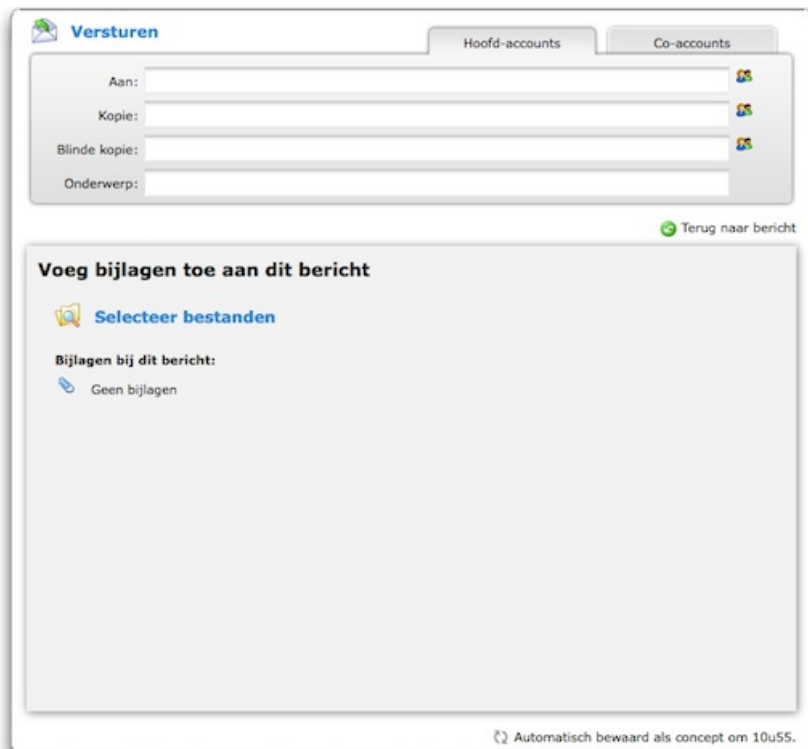 Versturen
Hoofd-accounts
Co-accounts
Aan:
Kopie:
Blinde kopie:
Onderwerp:
Terug naar bericht
Voeg bijlagen toe aan dit bericht
Selecteer bestanden
Bijlagen bij dit bericht:
Geen bijlagen
Automatisch bewaard als concept om 10u55.